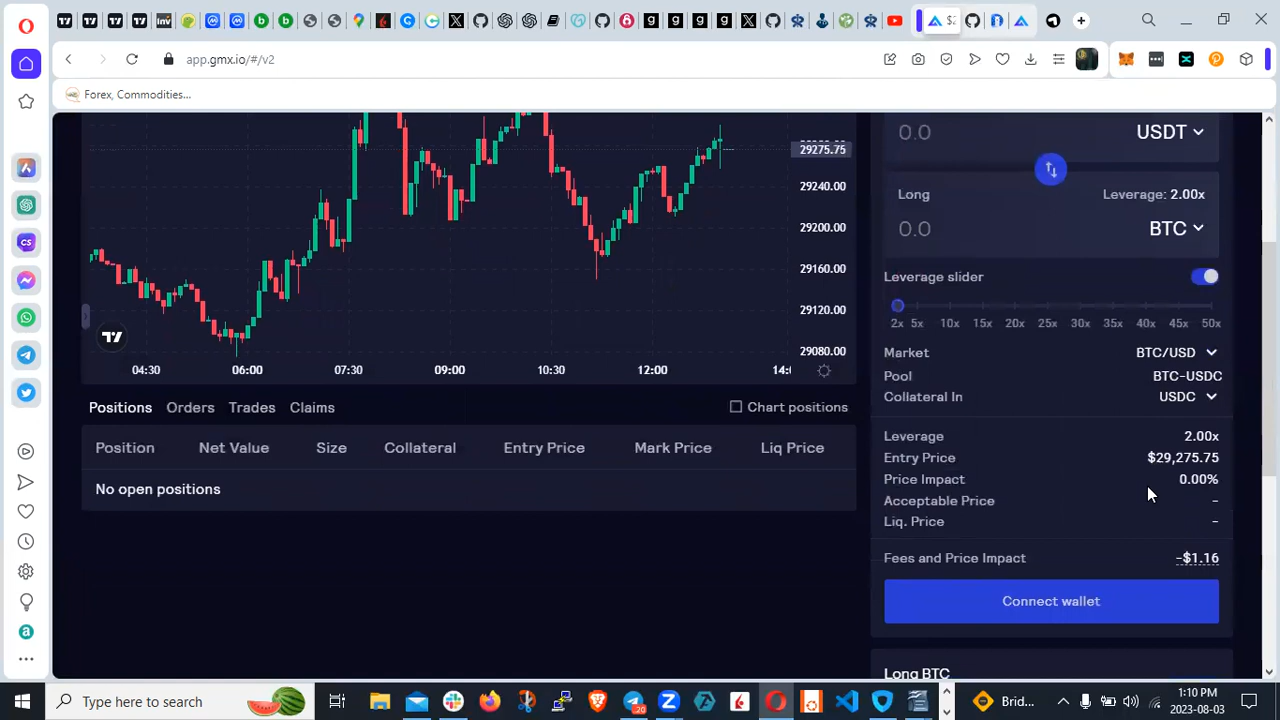 $2
app.gmx.io/#/v2
Forex, Commodities...
29275.75
29240.00
29200.00
29160.00
29120.00
29080.00
04:30 06:00 07:30 09:00 10:30 12:00 14:
0.0 USDT
Long Leverage: 2.00x
0.0 BTC
Leverage slider
2x 5x 10x 15x 20x 25x 30x 35x 40x 45x 50x
Market BTC/USD
Pool BTC-USDC
Collateral In USDC
Leverage 2.00x
Entry Price $29,275.75
Price Impact 0.00%
Acceptable Price -
Liq. Price -
Fees and Price Impact -$1.16
Connect wallet
Long BTC
Positions Orders Trades Claims Chart positions
Position Net Value Size Collateral Entry Price Mark Price Liq Price
No open positions
Type here to search
20
Brid...
1:10 PM
2023-08-03